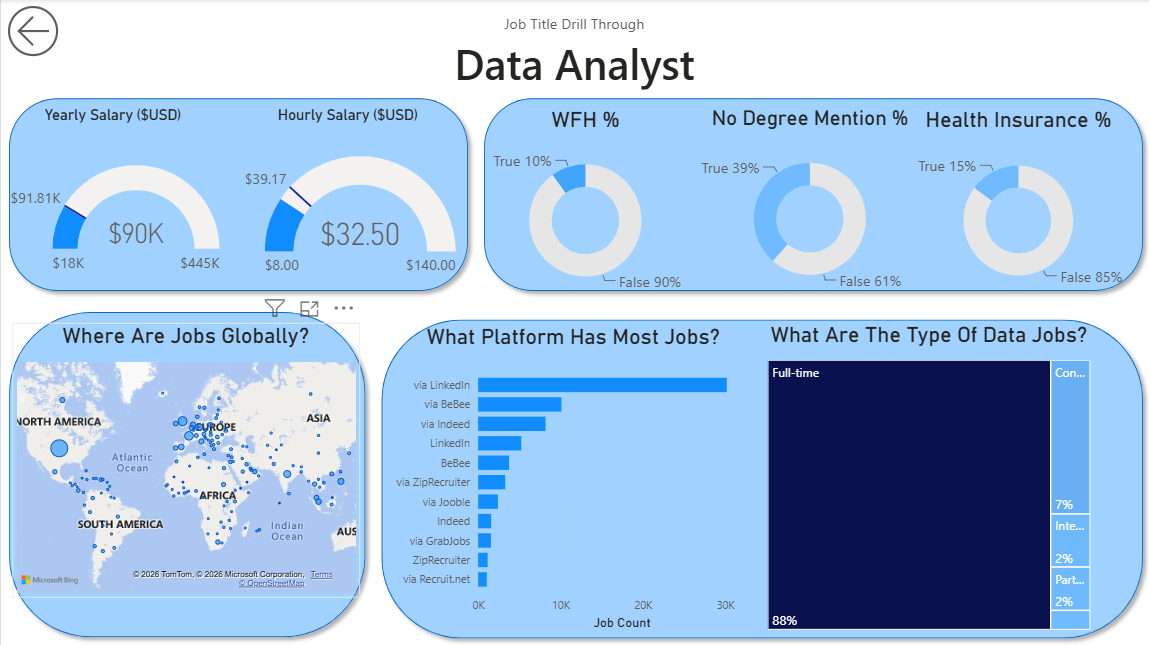 Job Title Drill Through
Data Analyst
Yearly Salary ($USD)
Hourly Salary ($USD)
$91.81K
$90K
$18K
$445K
$39.17
$32.50
$8.00
$140.00
WFH %
No Degree Mention %
Health Insurance %
True 10%
False 90%
True 39%
False 61%
True 15%
False 85%
Where Are Jobs Globally?
NORTH AMERICA
EUROPE
ASIA
Atlantic
Ocean
AFRICA
SOUTH AMERICA
Indian
Ocean
AUS
Microsoft Bing
© 2026 TomTom, © 2026 Microsoft Corporation, Terms
© OpenStreetMap
What Platform Has Most Jobs?
via LinkedIn
via BeBee
via Indeed
LinkedIn
BeBee
via ZipRecruiter
via Jooble
Indeed
via GrabJobs
ZipRecruiter
via Recruit.net
0K
10K
20K
30K
Job Count
What Are The Type Of Data Jobs?
Full-time
88%
Con...
7%
Inte...
2%
Part...
2%